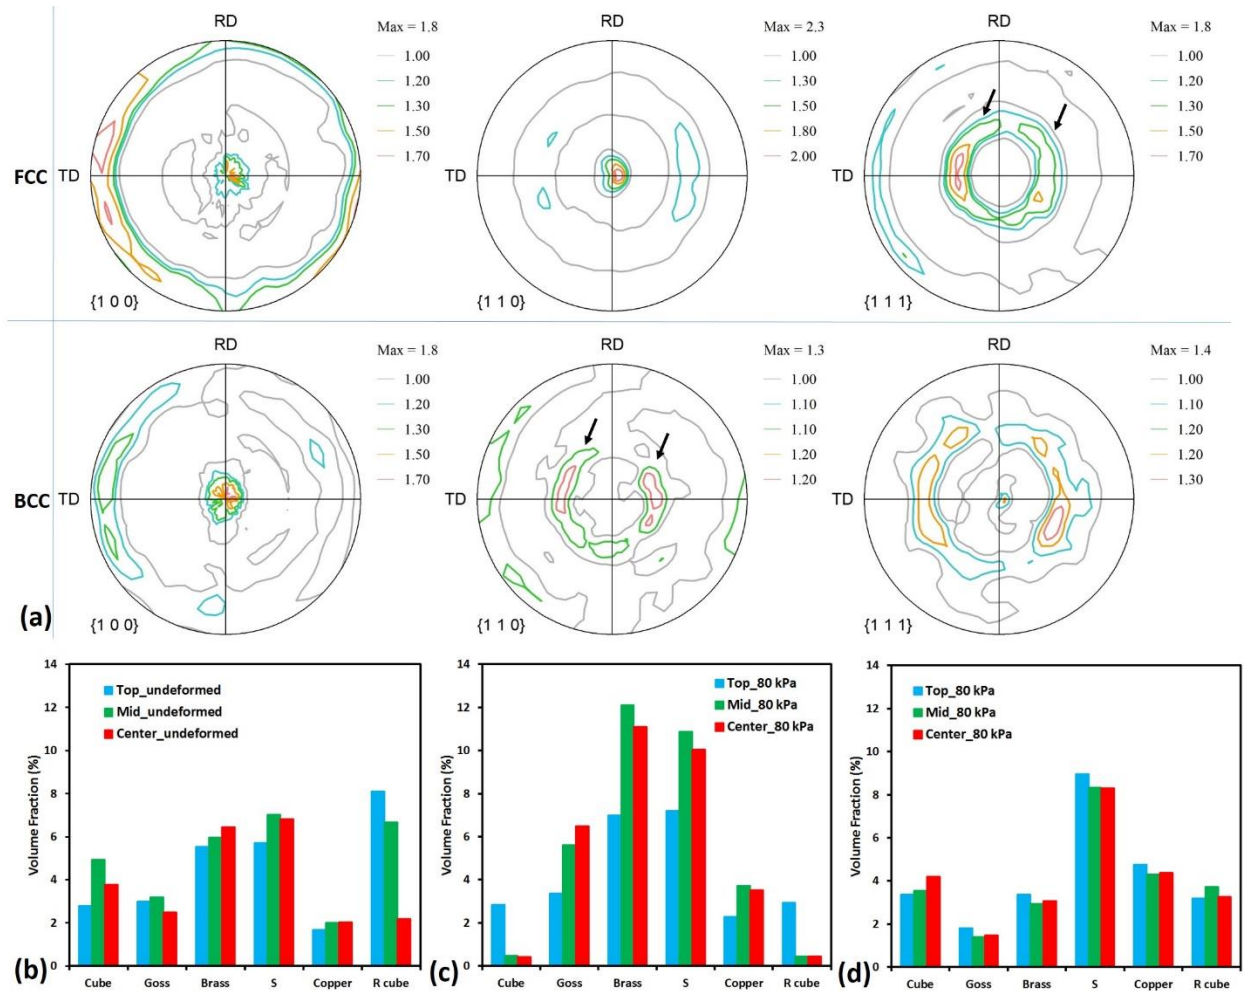 RD
Max = 1.8
1.00
1.20
1.30
1.50
1.70
TD
{1 0 0}
RD
Max = 2.3
1.00
1.30
1.50
1.80
2.00
TD
{1 1 0}
RD
Max = 1.8
1.00
1.20
1.30
1.50
1.70
TD
{1 1 1}
FCC
RD
Max = 1.8
1.00
1.20
1.30
1.50
1.70
TD
{1 0 0}
RD
Max = 1.3
1.00
1.10
1.10
1.20
1.20
TD
{1 1 0}
RD
Max = 1.4
1.00
1.10
1.20
1.20
1.30
TD
{1 1 1}
BCC
(a)
Volume Fraction (%)
14
12
10
8
6
4
2
0
Top_undeformed
Mid_undeformed
Center_undeformed
Cube Goss Brass S Copper R cube
(b)
Volume Fraction (%)
14
12
10
8
6
4
2
0
Top_80 kPa
Mid_80 kPa
Center_80 kPa
Cube Goss Brass S Copper R cube
(c)
Volume Fraction (%)
14
12
10
8
6
4
2
0
Top_80 kPa
Mid_80 kPa
Center_80 kPa
Cube Goss Brass S Copper R cube
(d)